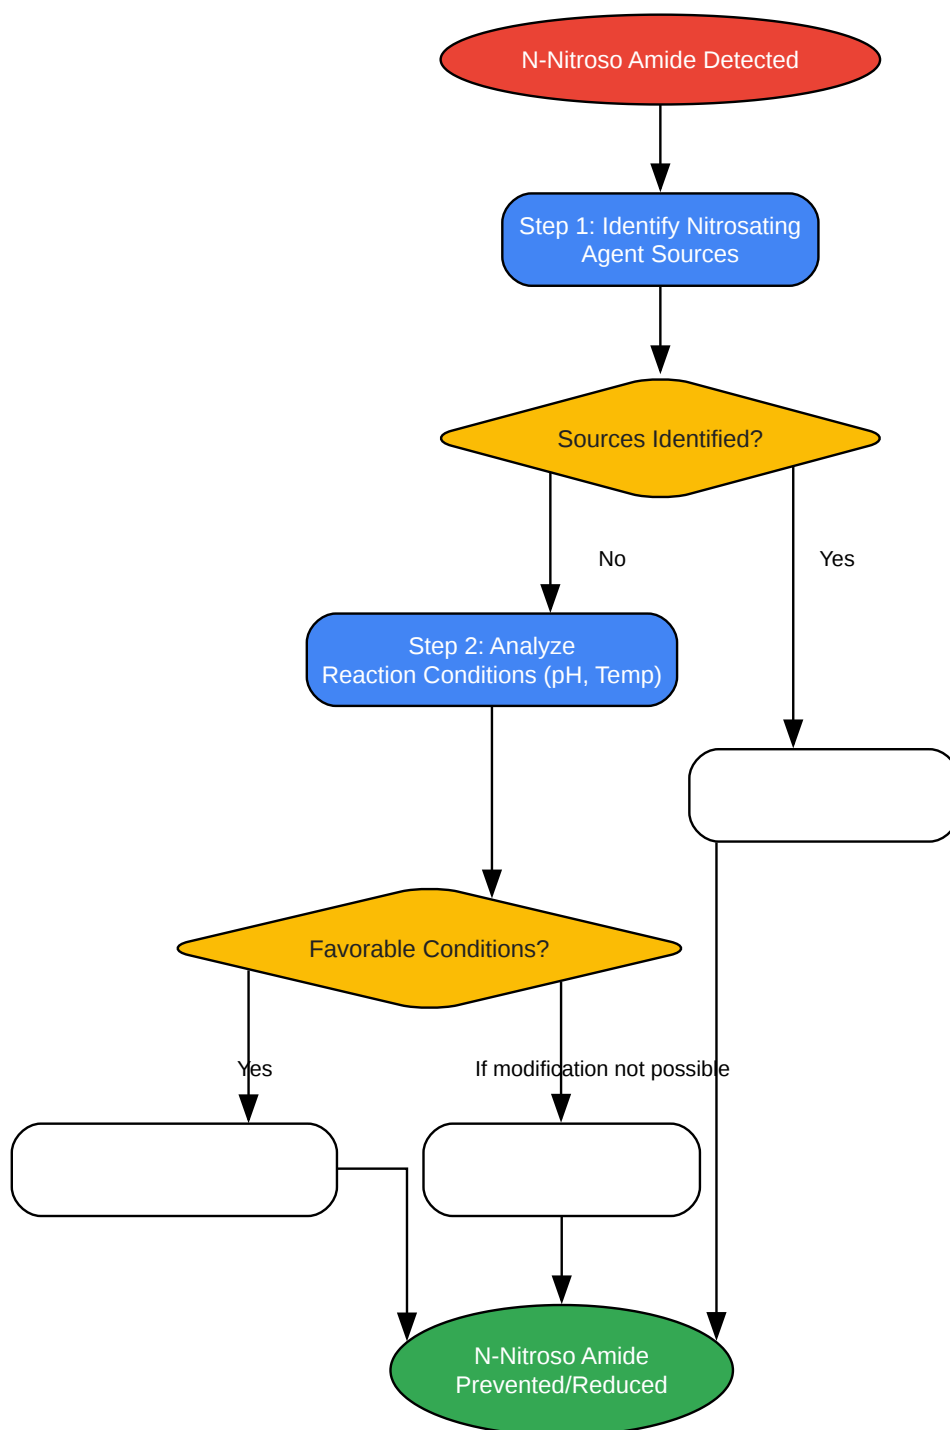 N-Nitroso Amide Detected
Step 1: Identify Nitrosating
Agent Sources
Sources Identified?
No
Yes
Step 2: Analyze
Reaction Conditions (pH, Temp)
Favorable Conditions?
Yes
If modification not possible
N-Nitroso Amide
Prevented/Reduced